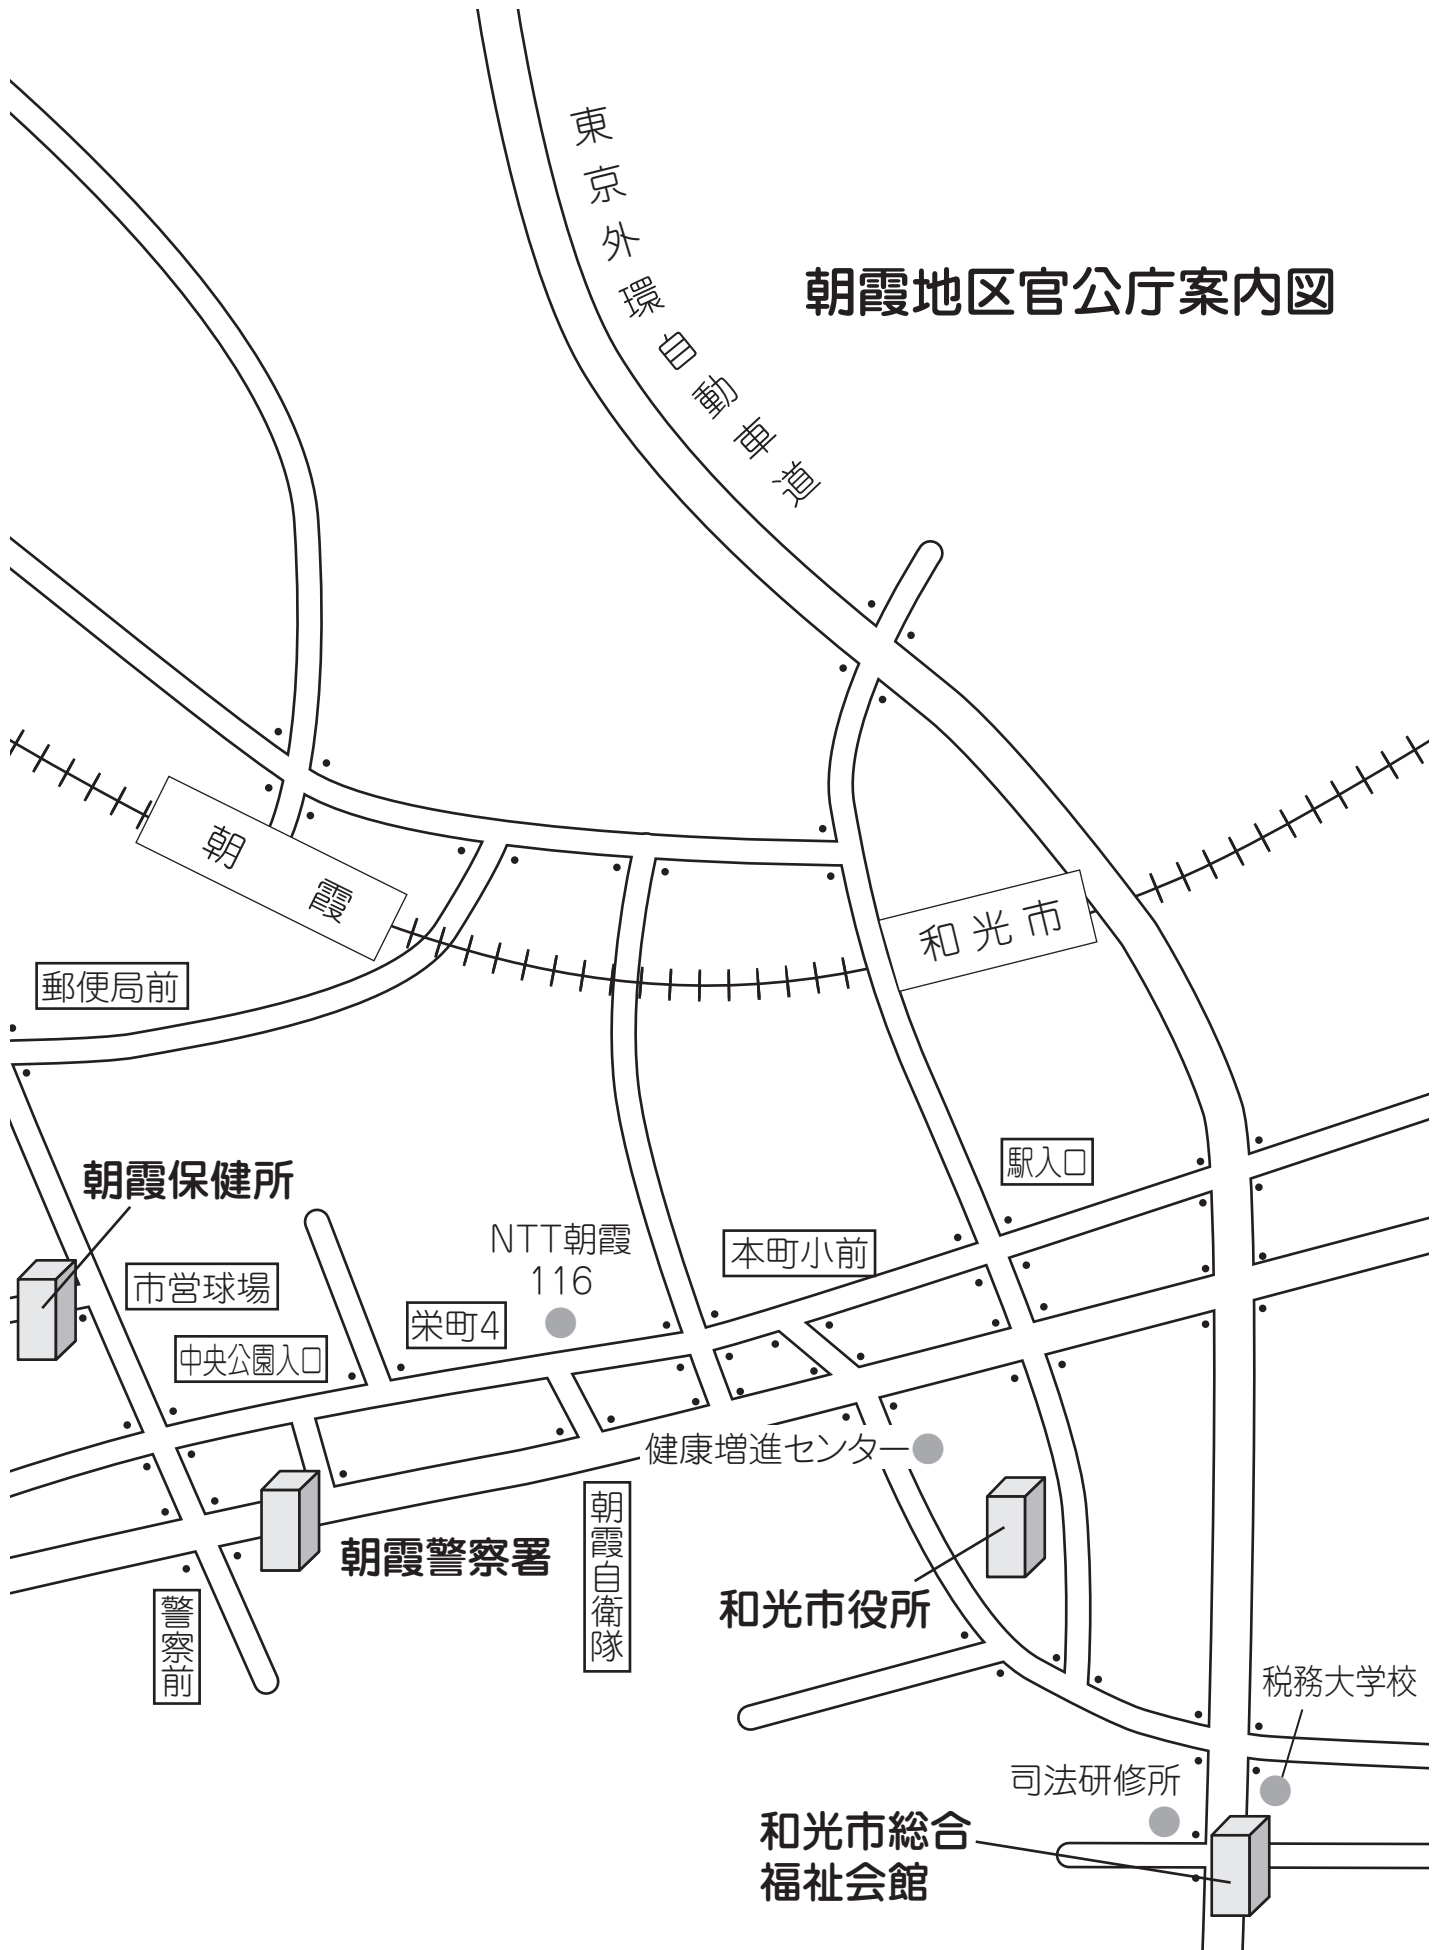 東京外環自動車道
朝霞地区官公庁案内図
朝霞
和光市
郵便局前
朝霞保健所
駅入口
NTT朝霞
116
本町小前
市営球場
栄町4
中央公園入口
健康増進センター
朝霞自衛隊
朝霞警察署
警察前
和光市役所
税務大学校
司法研修所
和光市総合
福祉会館